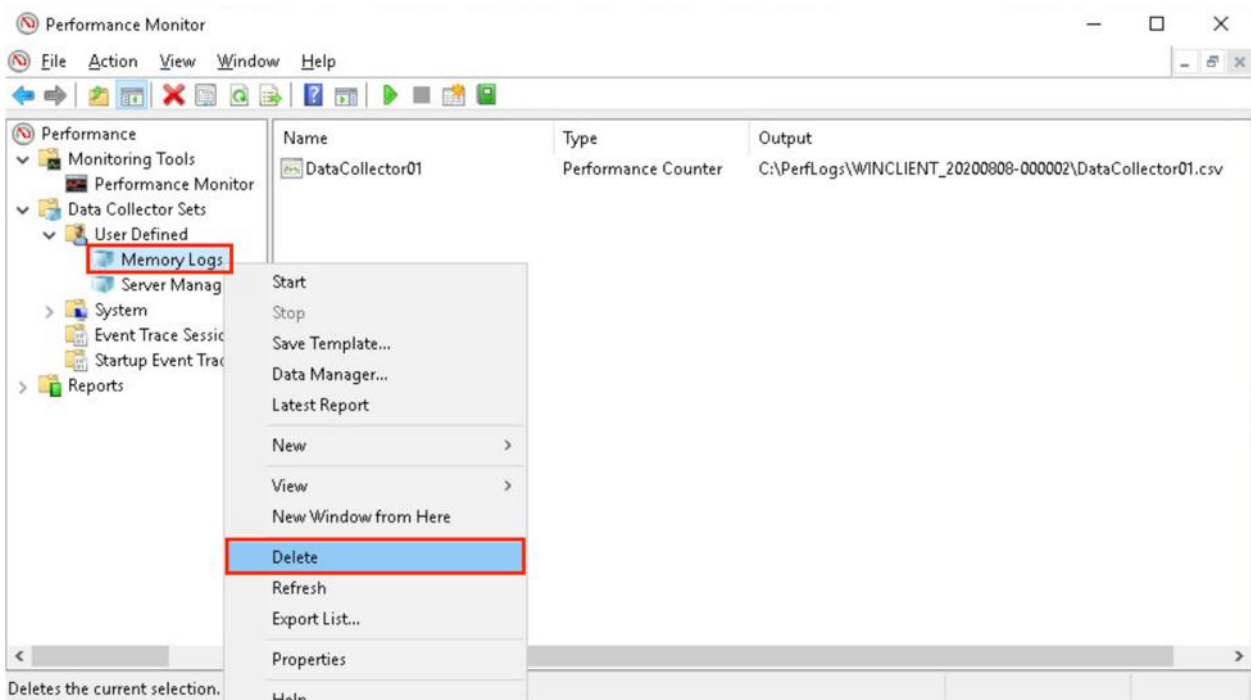 Performance Monitor
File Action View Window Help
Performance
Monitoring Tools
Performance Monitor
Data Collector Sets
User Defined
Memory Logs
Server Manag
System
Event Trace Sessic
Startup Event Trac
Reports
Name Type Output
DataCollector01 Performance Counter C:\PerfLogs\WINCLIENT_20200808-000002\DataCollector01.csv
Start
Stop
Save Template...
Data Manager...
Latest Report
New
View
New Window from Here
Delete
Refresh
Export List...
Properties
Help
Deletes the current selection.